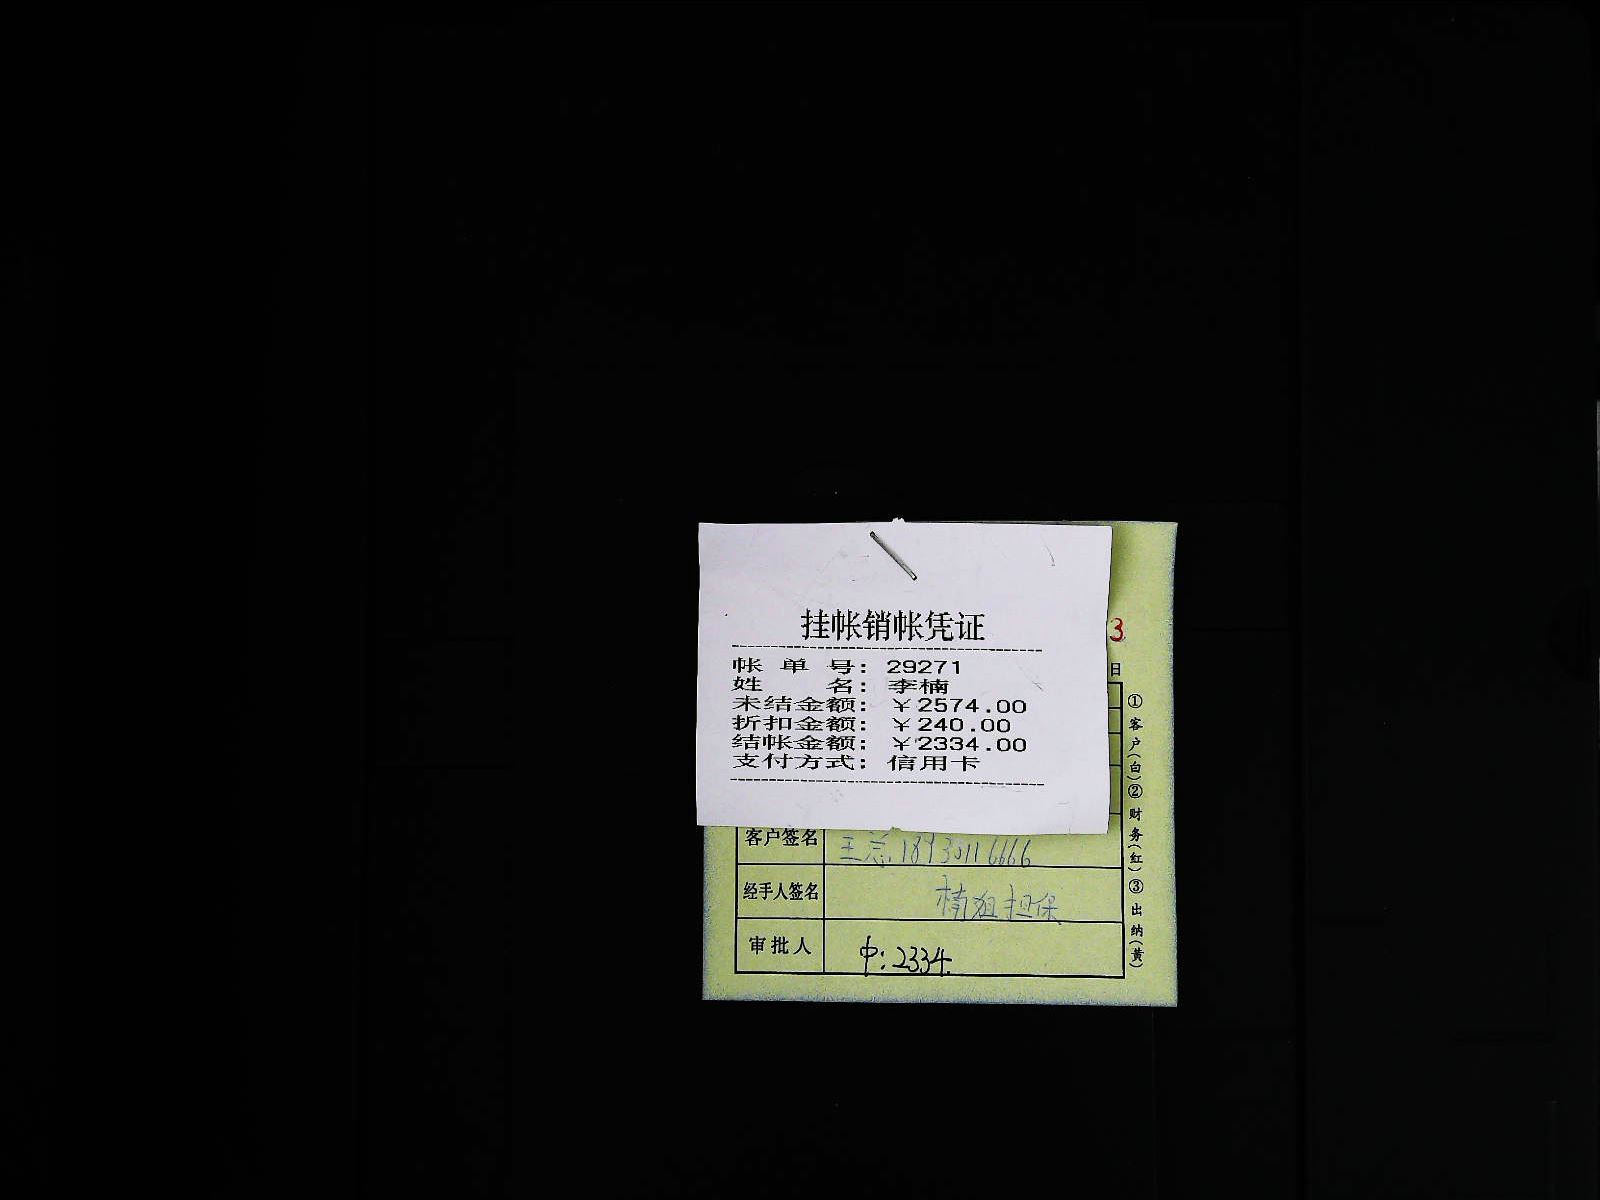 挂帐销帐凭证
帐单号：29271
姓名：李楠
未结金额：￥2574.00
折扣金额：￥240.00
结帐金额：￥2334.00
支付方式：信用卡
3
日
客户签名 王总
经手人签名 楠姐担保
审批人 中:2334.
①客户(白)②财务(红)③出纳(黄)